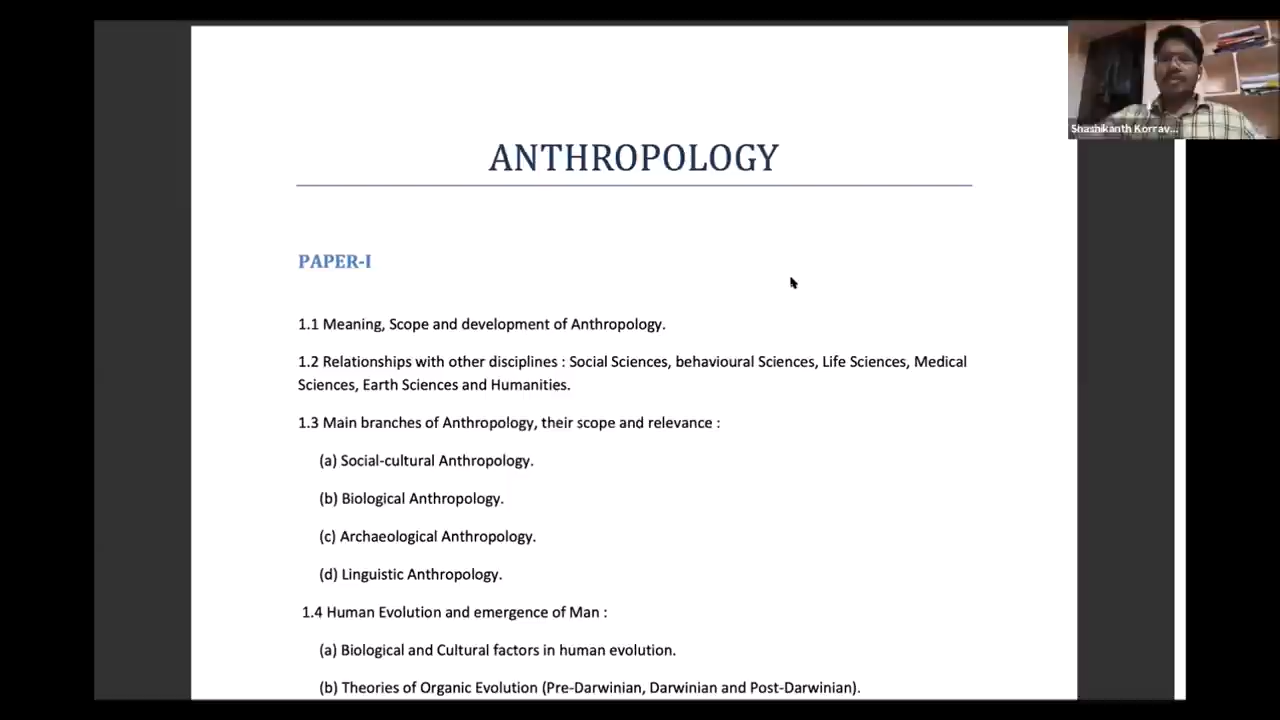 ANTHROPOLOGY
Shashikanth Korrav...
PAPER-I
1.1 Meaning, Scope and development of Anthropology.
1.2 Relationships with other disciplines : Social Sciences, behavioural Sciences, Life Sciences, Medical
Sciences, Earth Sciences and Humanities.
1.3 Main branches of Anthropology, their scope and relevance :
(a) Social-cultural Anthropology.
(b) Biological Anthropology.
(c) Archaeological Anthropology.
(d) Linguistic Anthropology.
1.4 Human Evolution and emergence of Man :
(a) Biological and Cultural factors in human evolution.
(b) Theories of Organic Evolution (Pre-Darwinian, Darwinian and Post-Darwinian).